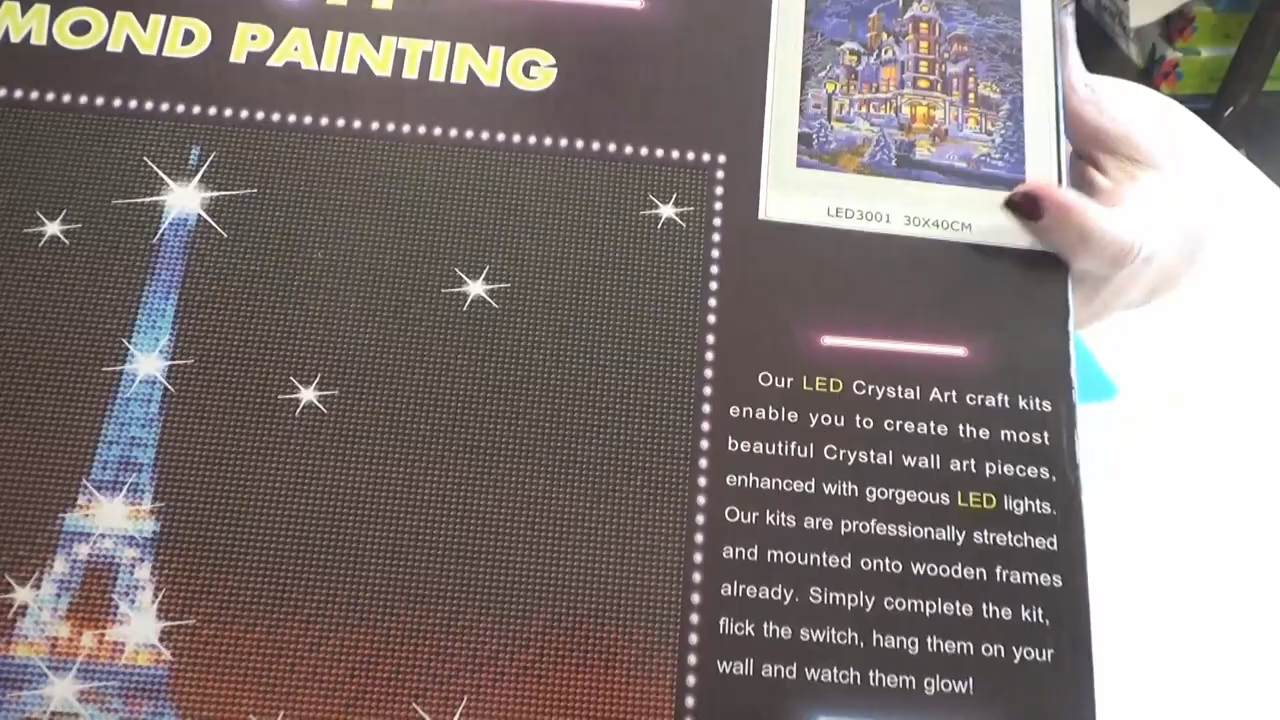 MOND PAINTING
LED3001 30X40CM
Our LED Crystal Art craft kits
enable you to create the most
beautiful Crystal wall art pieces,
enhanced with gorgeous LED lights.
Our kits are professionally stretched
and mounted onto wooden frames
already. Simply complete the kit,
flick the switch, hang them on your
wall and watch them glow!